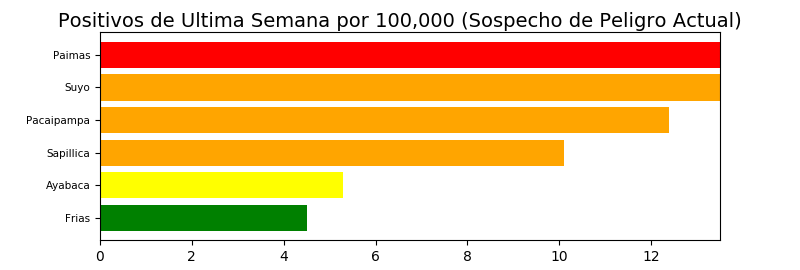 Positivos de Ultima Semana por 100,000 (Sospecho de Peligro Actual)
Paimas
Suyo
Pacaipampa
Sapillica
Ayabaca
Frias
0 2 4 6 8 10 12